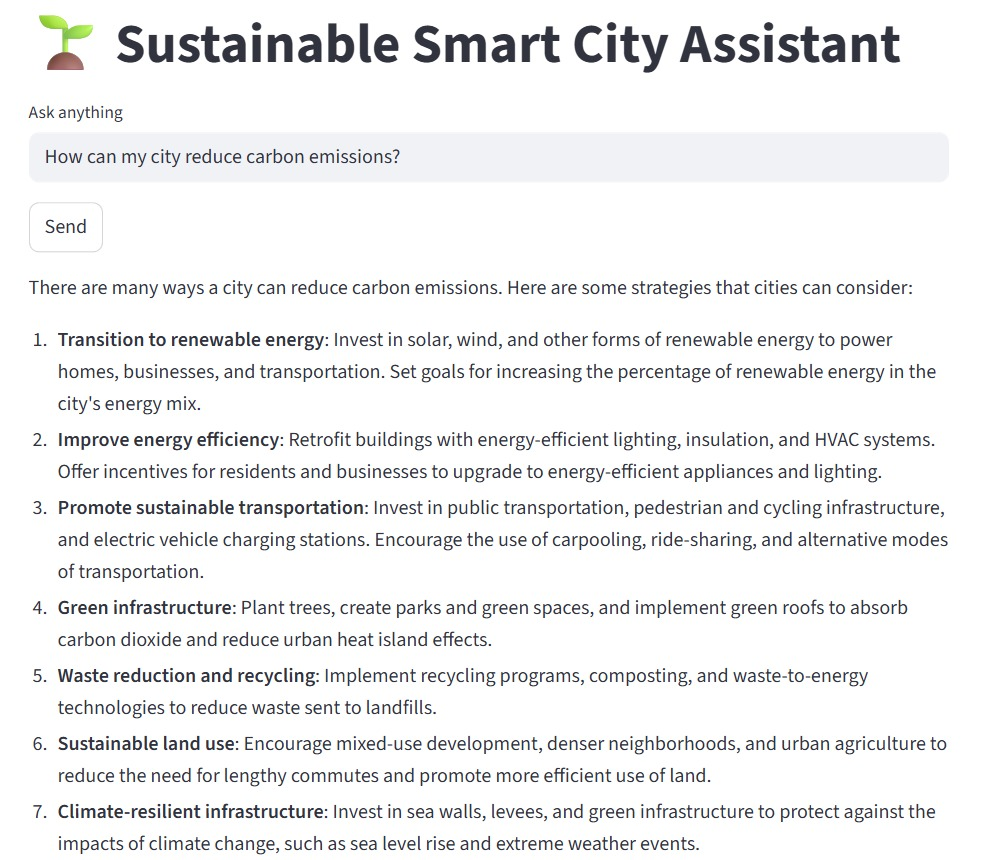 Sustainable Smart City Assistant
Ask anything
How can my city reduce carbon emissions?
Send
There are many ways a city can reduce carbon emissions. Here are some strategies that cities can consider:
1. Transition to renewable energy: Invest in solar, wind, and other forms of renewable energy to power
homes, businesses, and transportation. Set goals for increasing the percentage of renewable energy in the
city's energy mix.
2. Improve energy efficiency: Retrofit buildings with energy-efficient lighting, insulation, and HVAC systems.
Offer incentives for residents and businesses to upgrade to energy-efficient appliances and lighting.
3. Promote sustainable transportation: Invest in public transportation, pedestrian and cycling infrastructure,
and electric vehicle charging stations. Encourage the use of carpooling, ride-sharing, and alternative modes
of transportation.
4. Green infrastructure: Plant trees, create parks and green spaces, and implement green roofs to absorb
carbon dioxide and reduce urban heat island effects.
5. Waste reduction and recycling: Implement recycling programs, composting, and waste-to-energy
technologies to reduce waste sent to landfills.
6. Sustainable land use: Encourage mixed-use development, denser neighborhoods, and urban agriculture to
reduce the need for lengthy commutes and promote more efficient use of land.
7. Climate-resilient infrastructure: Invest in sea walls, levees, and green infrastructure to protect against the
impacts of climate change, such as sea level rise and extreme weather events.